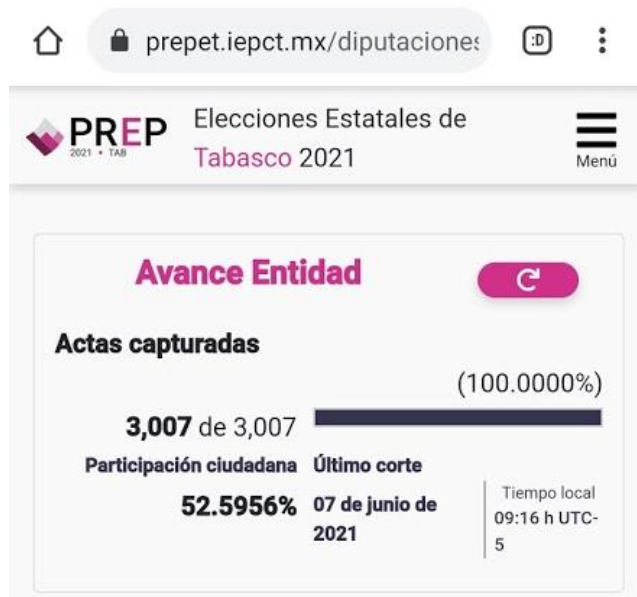 prepet.iepct.mx/diputaciones
:D
PREP
2021 • TAB
Elecciones Estatales de
Tabasco 2021
Menú
Avance Entidad
Actas capturadas
(100.0000%)
3,007 de 3,007
Participación ciudadana
52.5956%
Último corte
07 de junio de
2021
Tiempo local
09:16 h UTC-
5